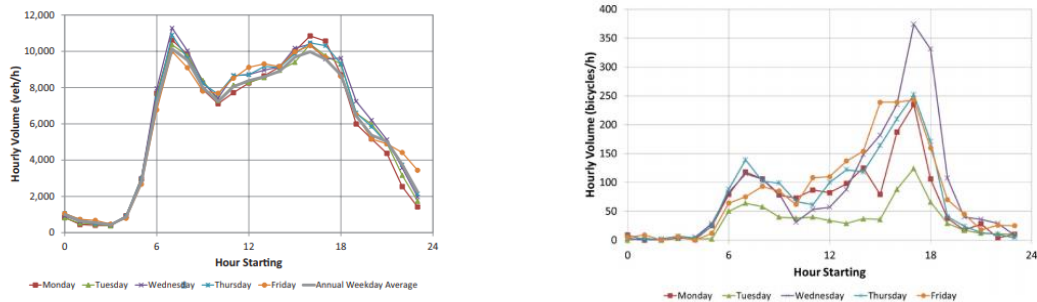 12,000
10,000
8,000
6,000
4,000
2,000
0
Hourly Volume (veh/h)
0 6 12 18 24
Hour Starting
Monday Tuesday Wednesday Thursday Friday Annual Weekday Average
400
350
300
250
200
150
100
50
0
Hourly Volume (bicycles/h)
0 6 12 18 24
Hour Starting
Monday Tuesday Wednesday Thursday Friday